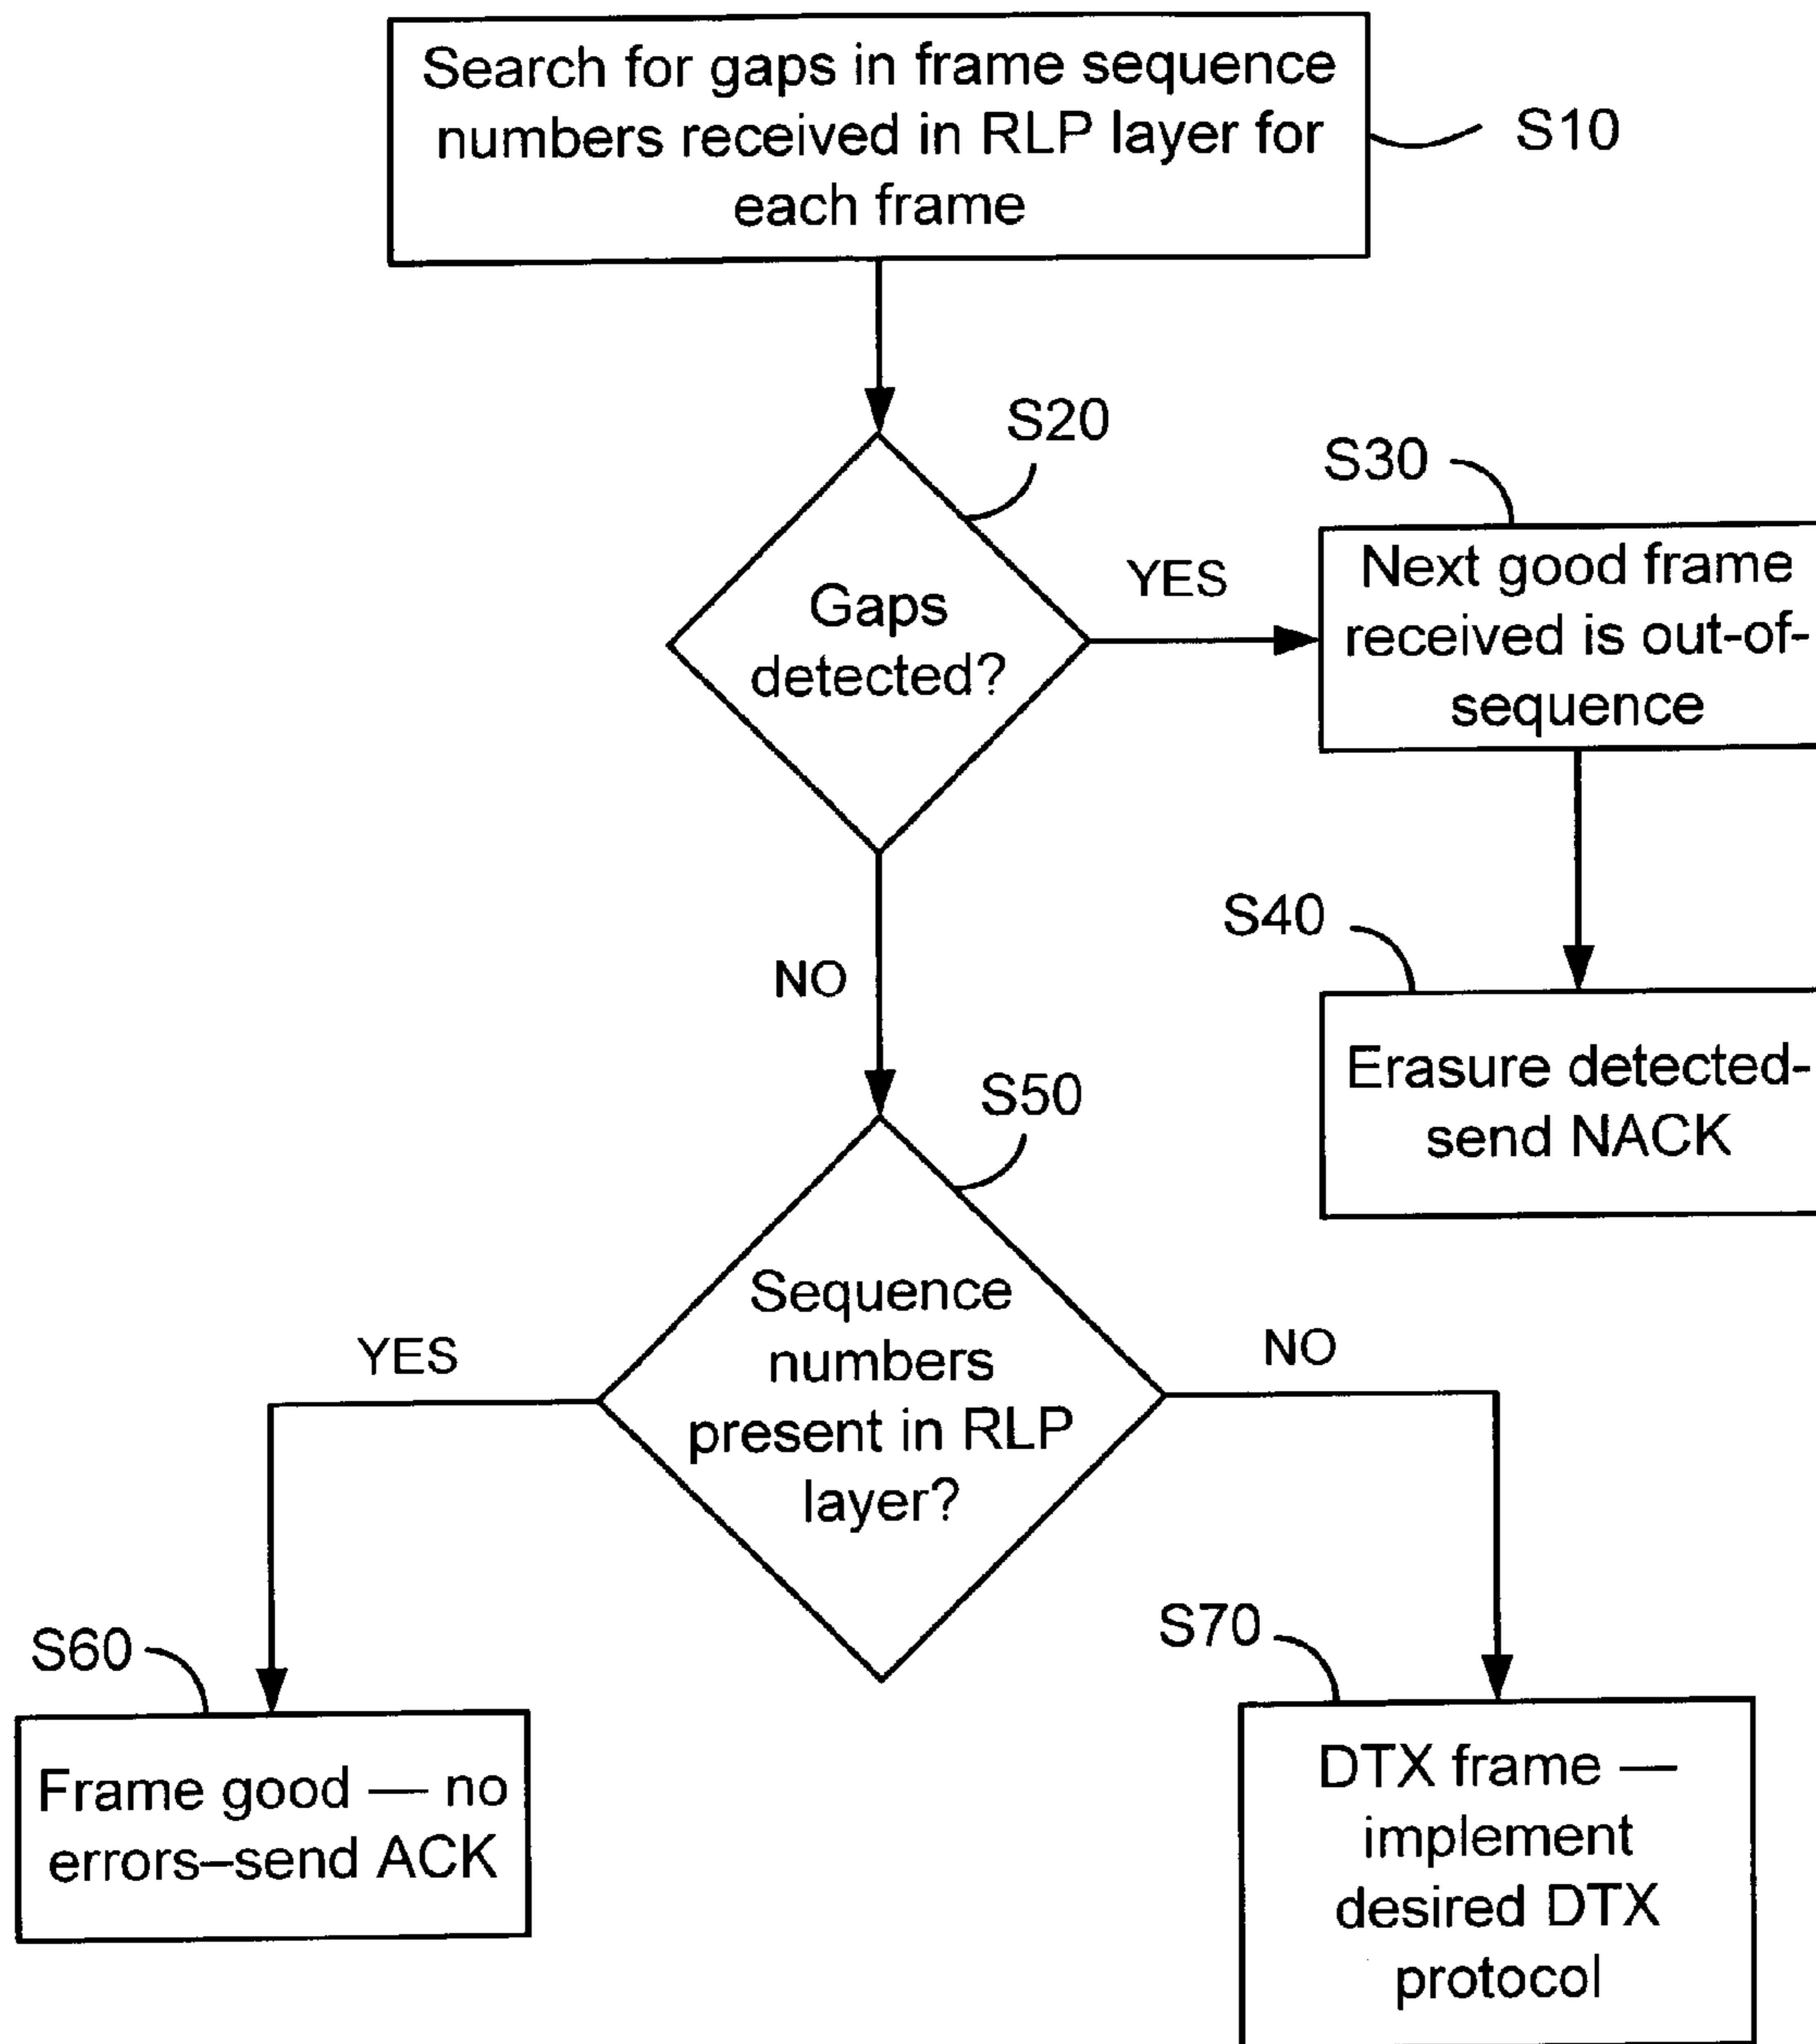 Search for gaps in frame sequence
numbers received in RLP layer for
each frame
S10
S20
Gaps
detected?
YES
S30
Next good frame
received is out-of-
sequence
S40
Erasure detected-
send NACK
NO
S50
Sequence
numbers
present in RLP
layer?
YES
NO
S60
Frame good — no
errors–send ACK
S70
DTX frame —
implement
desired DTX
protocol